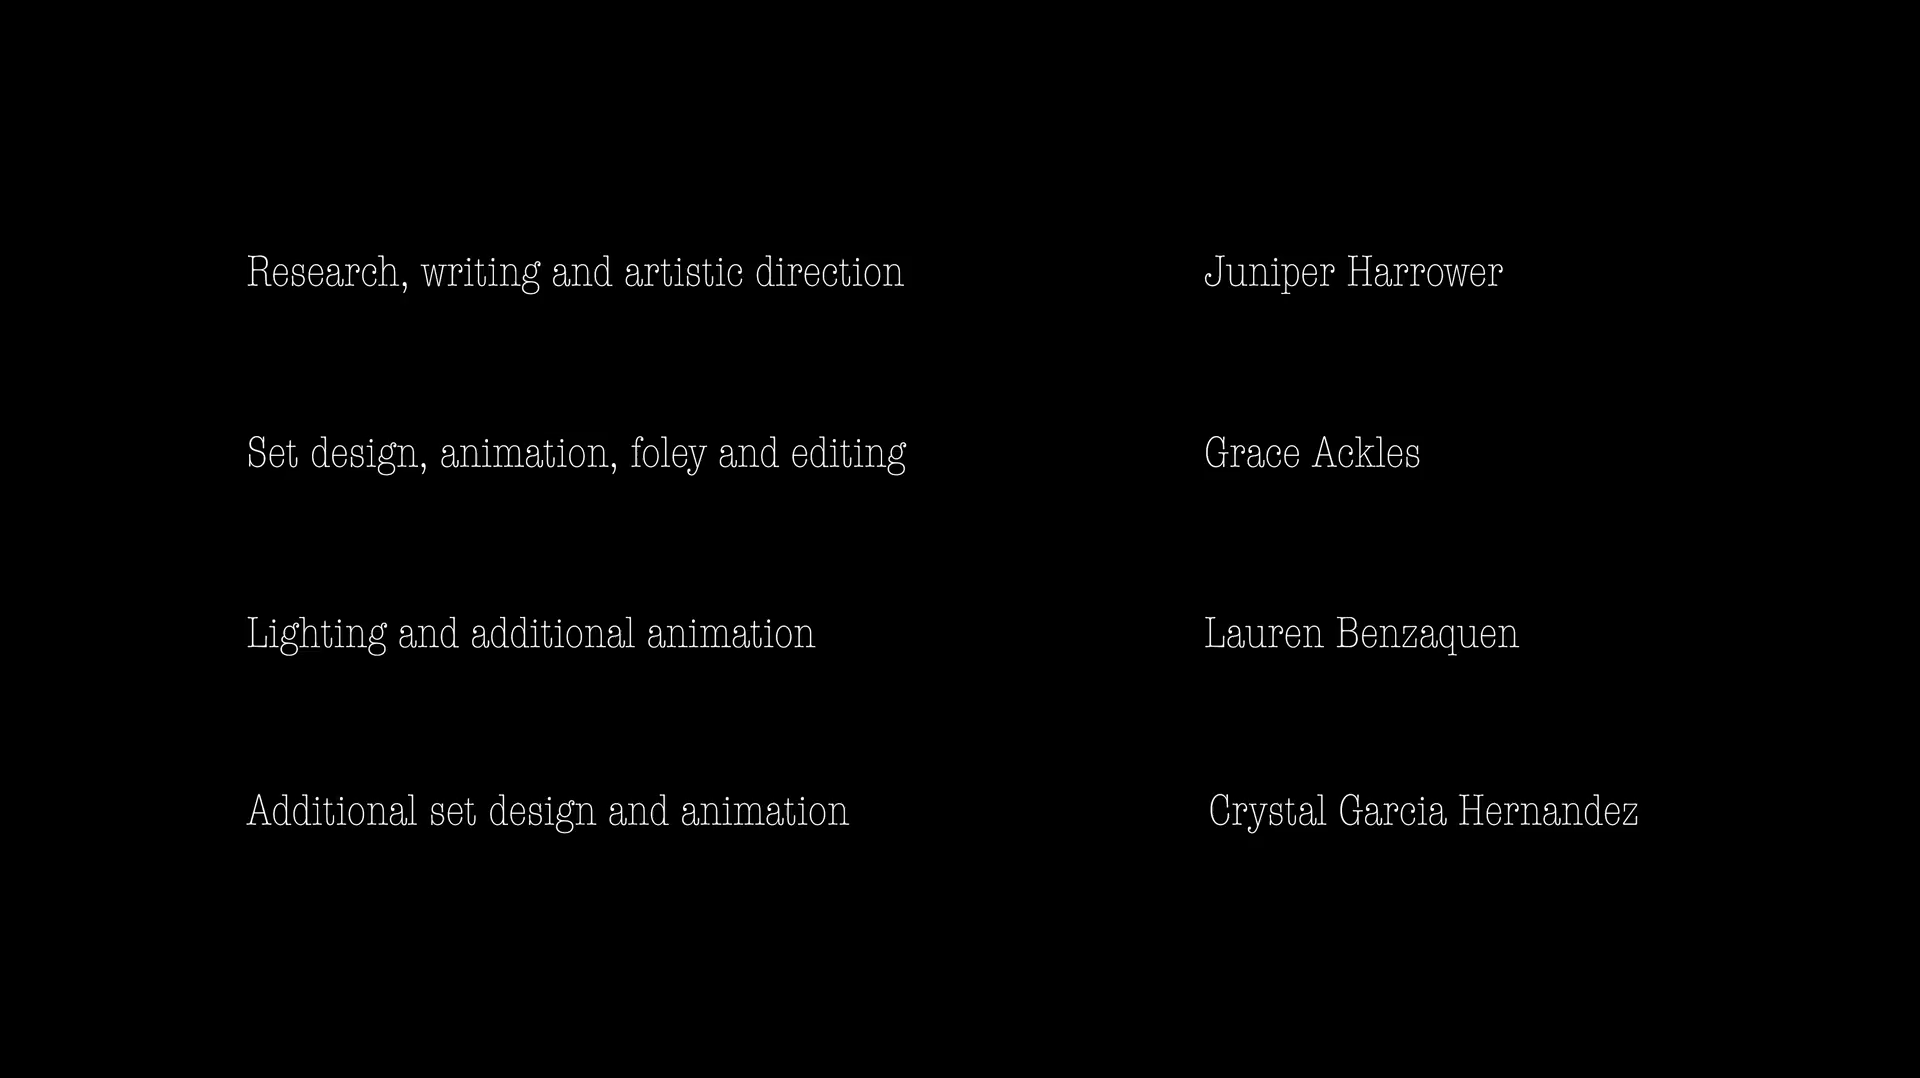 Research, writing and artistic direction Juniper Harrower
Set design, animation, foley and editing Grace Ackles
Lighting and additional animation Lauren Benzaquen
Additional set design and animation Crystal Garcia Hernandez